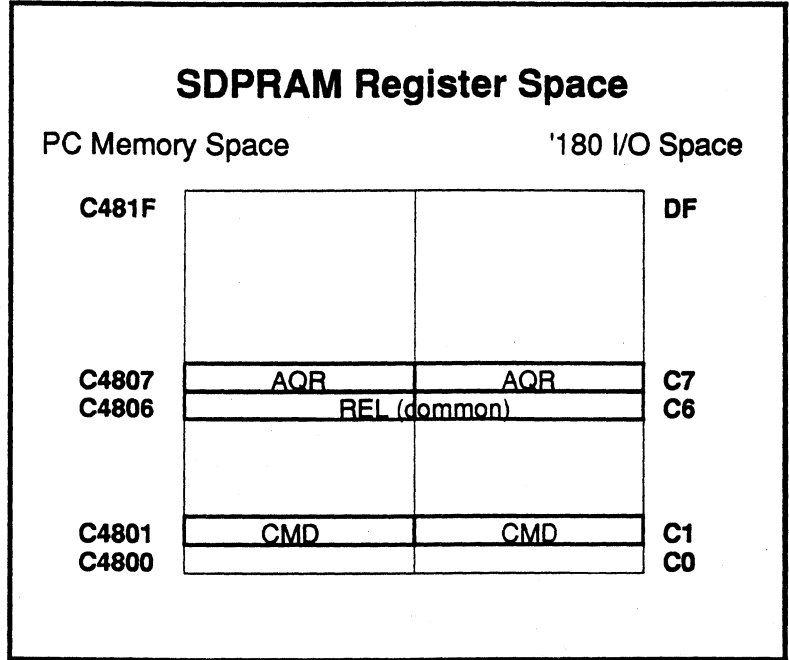 SDPRAM Register Space
PC Memory Space '180 I/O Space
C481F DF
C4807 AQR AQR C7
C4806 REL (common) C6
C4801 CMD CMD C1
C4800 C0